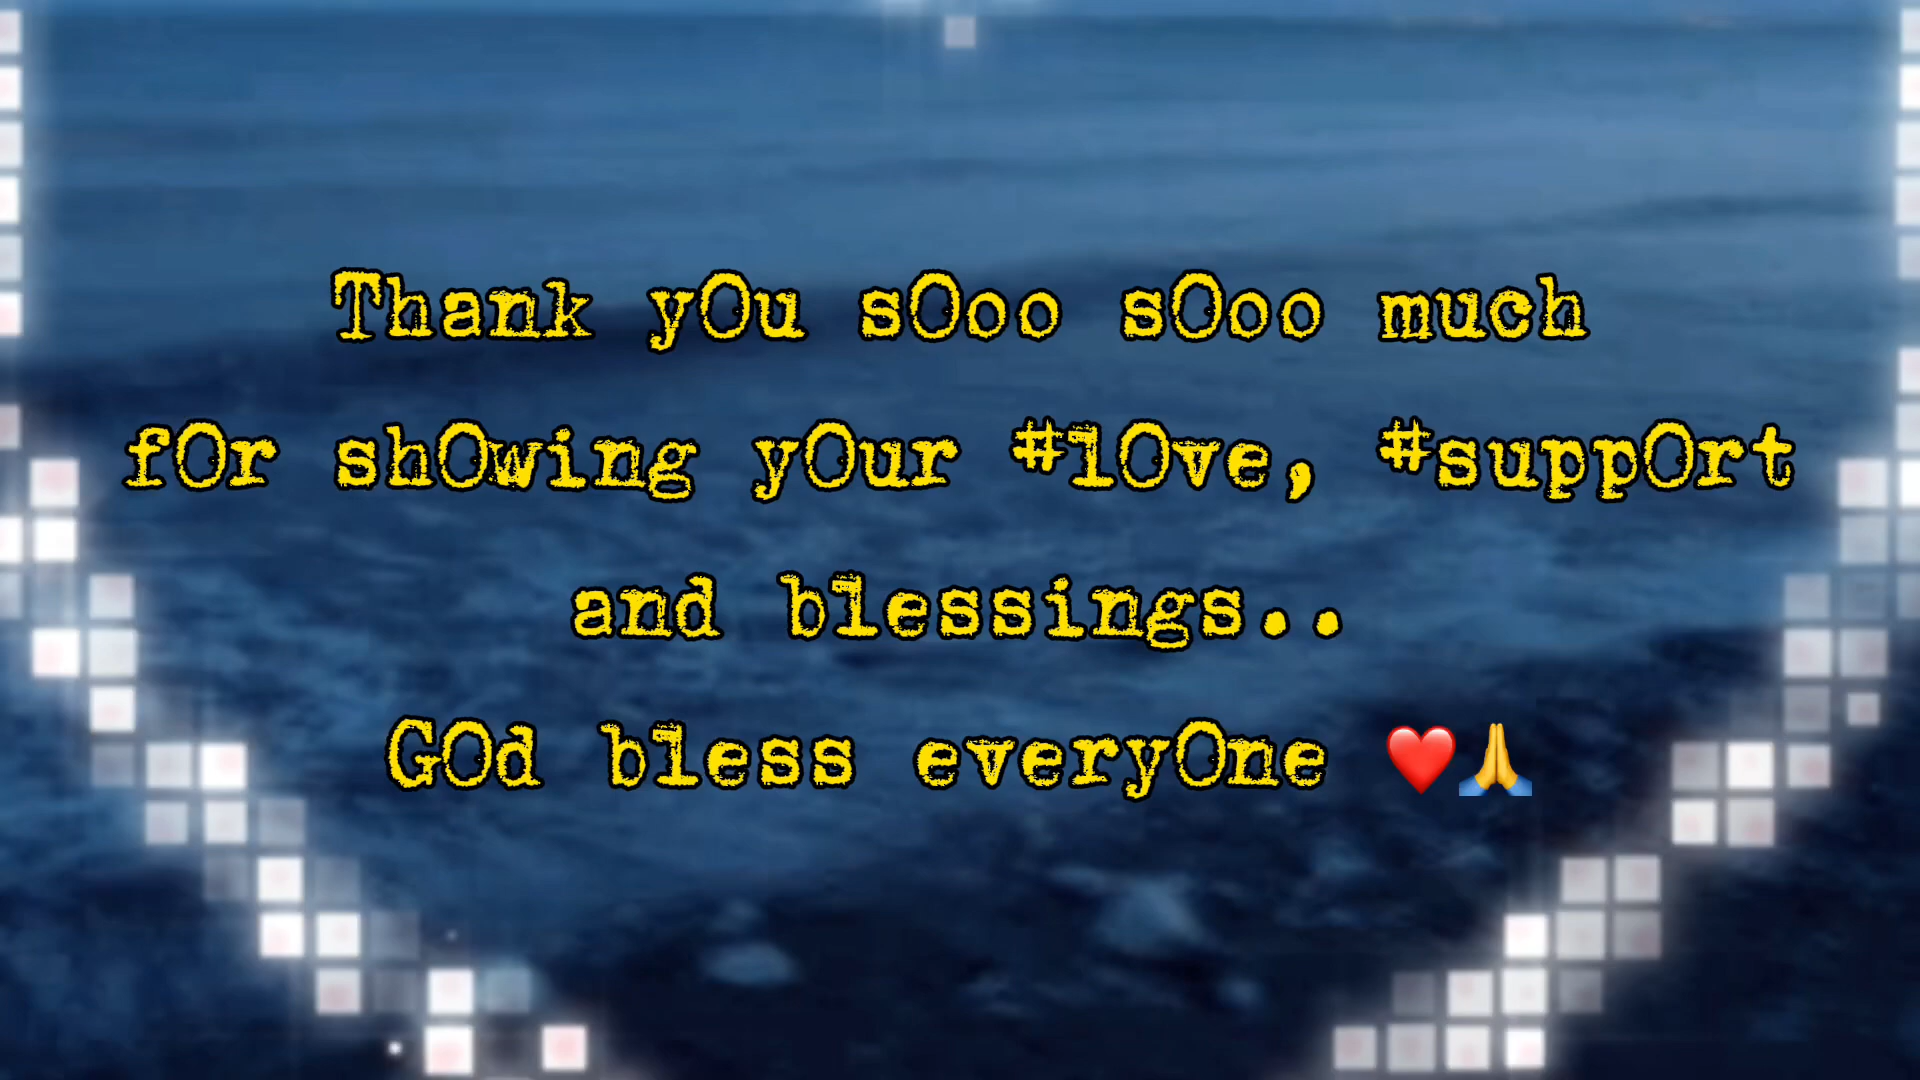 Thank yOu sOoo sOoo much
fOr shOwing yOur #lOve, #suppOrt
and blessings..
GOd bless everyOne ❤️🙏